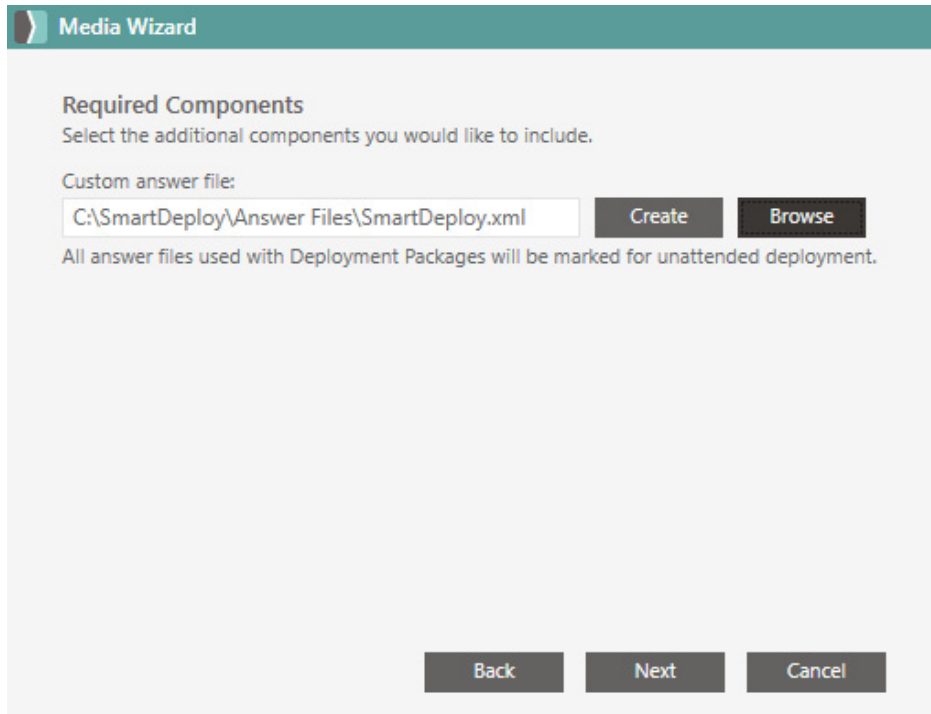 Media Wizard
Required Components
Select the additional components you would like to include.
Custom answer file:
C:\SmartDeploy\Answer Files\SmartDeploy.xml Create Browse
All answer files used with Deployment Packages will be marked for unattended deployment.
Back Next Cancel